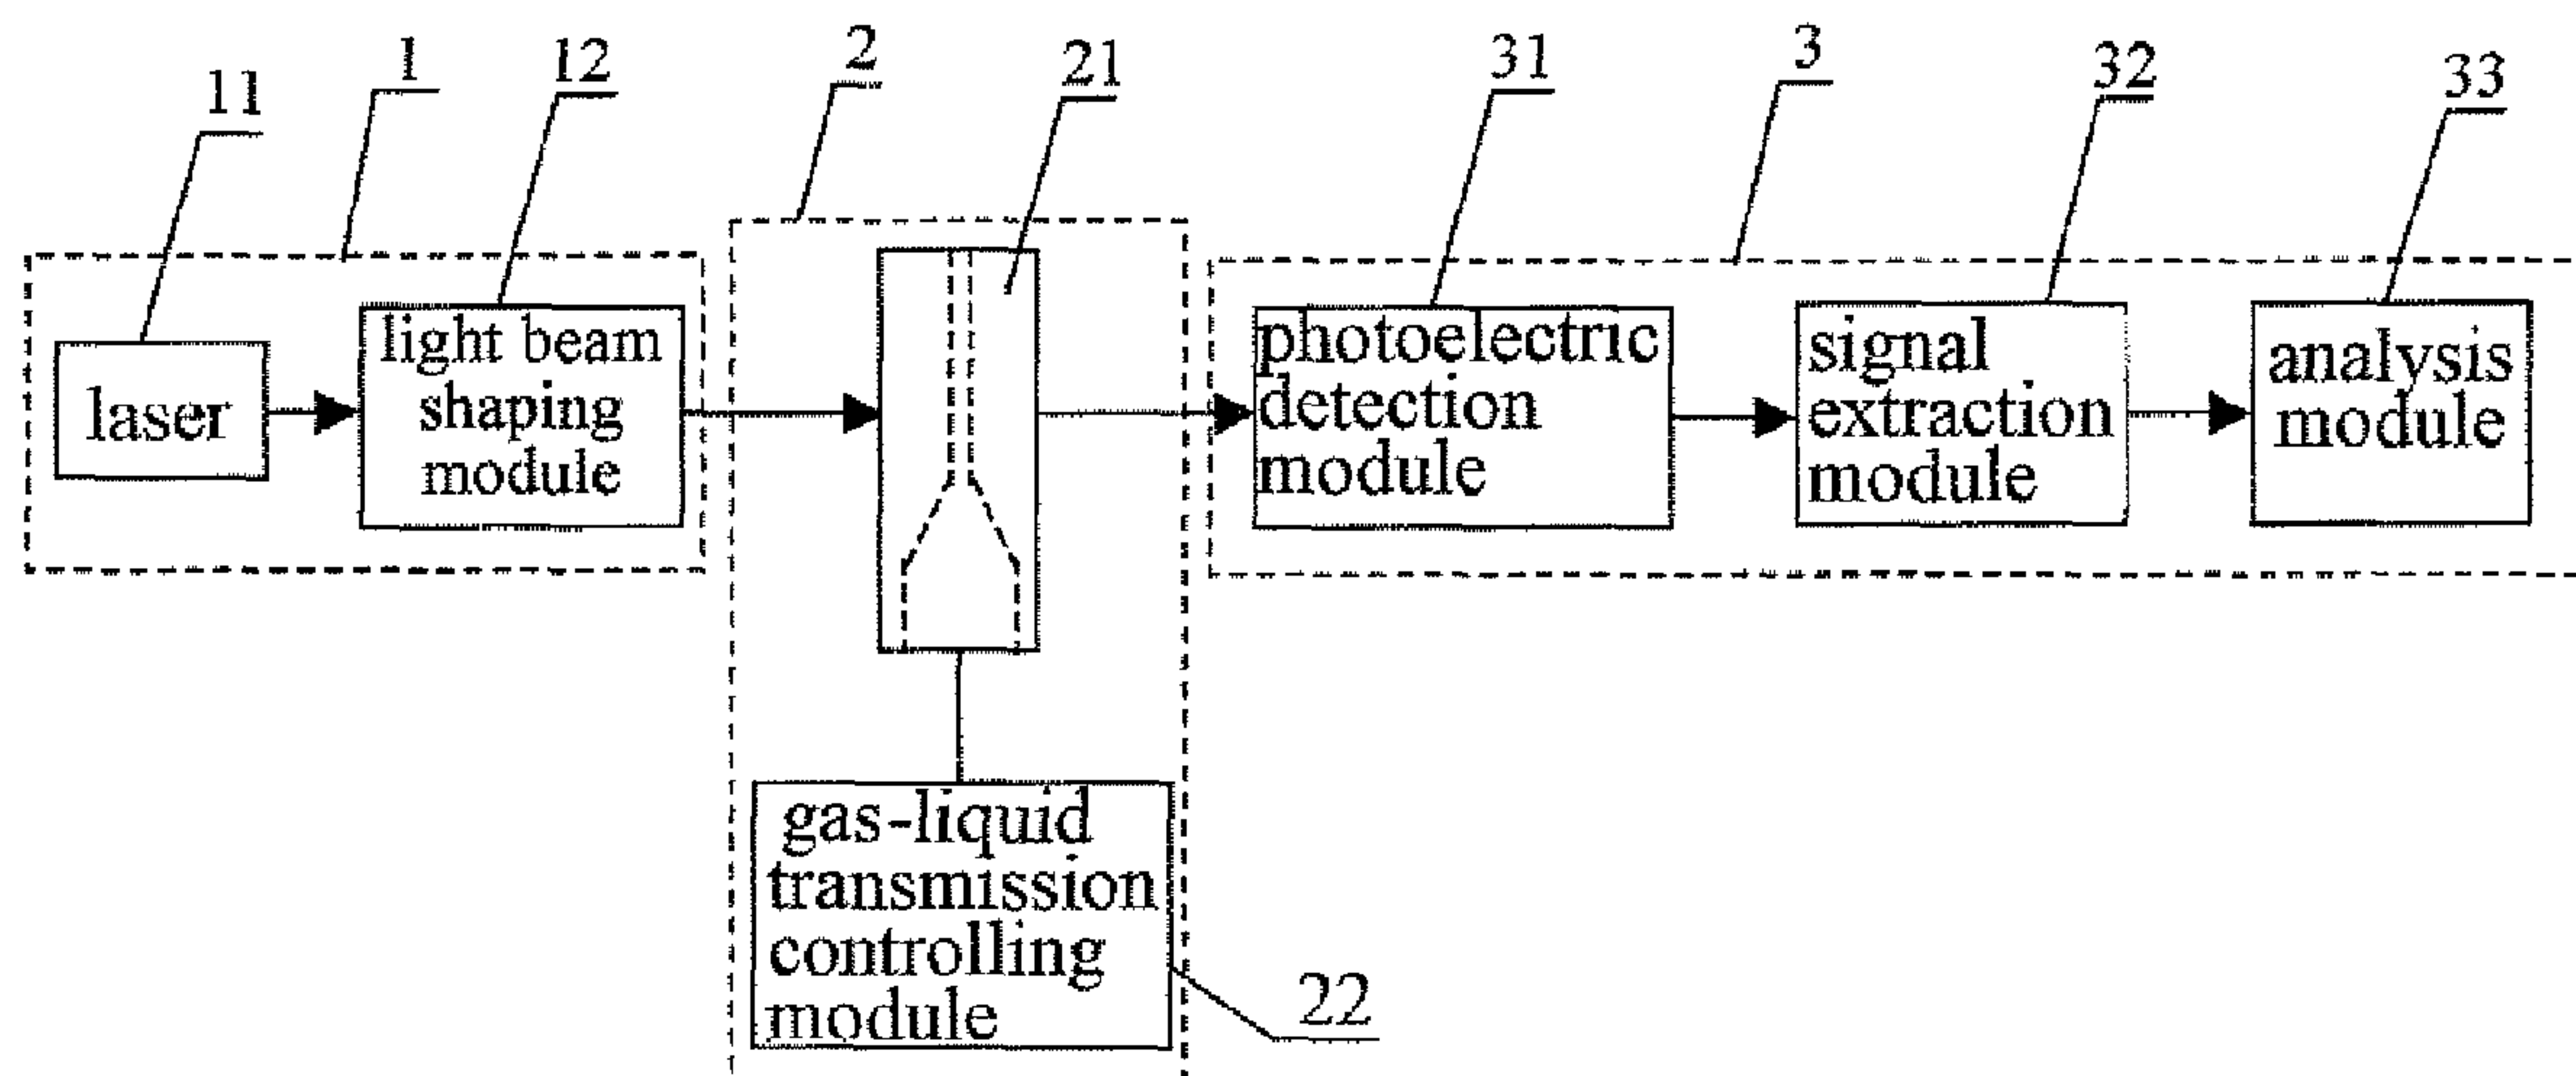 11
1
12
2
21
31
3
32
33
laser
light beam
shaping
module
photoelectric
detection
module
signal
extraction
module
analysis
module
gas-liquid
transmission
controlling
module
22